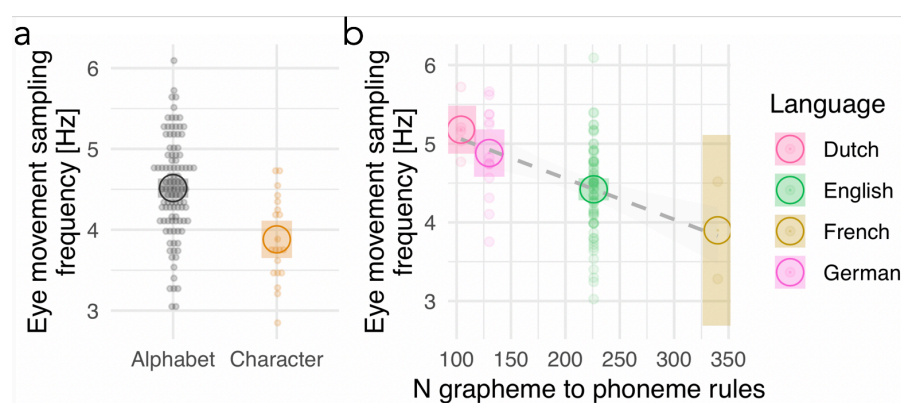 a
Eye movement sampling
frequency [Hz]
6
5
4
3
Alphabet Character
b
Eye movement sampling
frequency [Hz]
6
5
4
3
100 150 200 250 300 350
N grapheme to phoneme rules
Language
Dutch
English
French
German